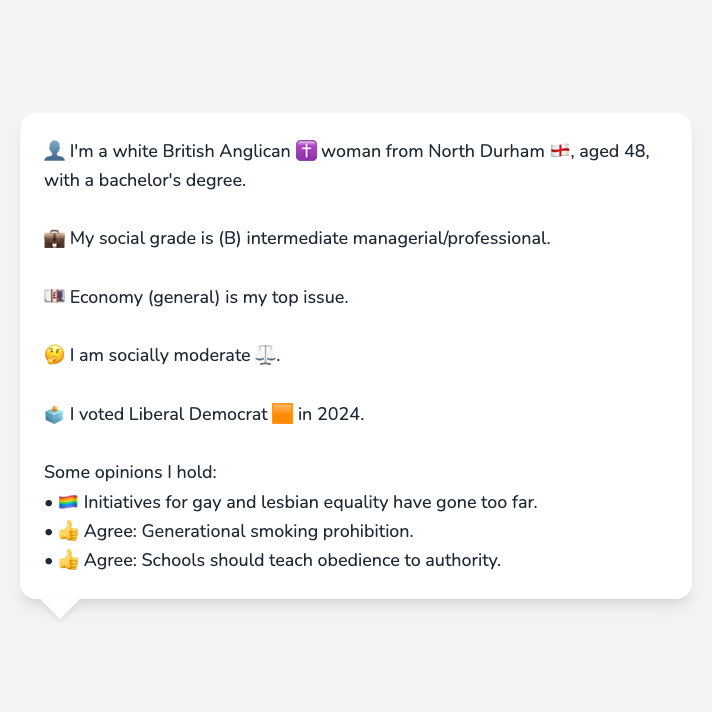 👤 I'm a white British Anglican ✝️ woman from North Durham 🏴󠁧󠁢󠁥󠁮󠁧󠁿, aged 48,
with a bachelor's degree.
💼 My social grade is (B) intermediate managerial/professional.
💷 Economy (general) is my top issue.
🤔 I am socially moderate ⚖️.
🗳️ I voted Liberal Democrat 🟧 in 2024.
Some opinions I hold:
• 🏳️‍🌈 Initiatives for gay and lesbian equality have gone too far.
• 👍 Agree: Generational smoking prohibition.
• 👍 Agree: Schools should teach obedience to authority.